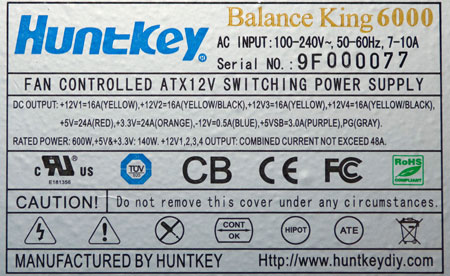 Huntkey®
Balance King 6000
AC INPUT: 100-240V~, 50-60Hz, 7-10A
Serial NO.: 9F000077
FAN CONTROLLED ATX12V SWITCHING POWER SUPPLY
DC OUTPUT: +12V1=16A(YELLOW), +12V2=16A(YELLOW/BLACK), +12V3=16A(YELLOW), +12V4=16A(YELLOW/BLACK),
+5V=24A(RED), +3.3V=24A(ORANGE), -12V=0.5A(BLUE), +5VSB=3.0A(PURPLE), PG(GRAY).
RATED POWER: 600W, +5V&+3.3V: 140W. +12V1,2,3,4 OUTPUT: COMBINED CURRENT NOT EXCEED 48A.
c RU US
E181356
TÜV
CB CE FC
RoHS
COMPLIANT
CAUTION! Do not remove this cover under any circumstances.
CONT
OK
HIPOT
ATE
MANUFACTURED BY HUNTKEY http://www.huntkeydiy.com